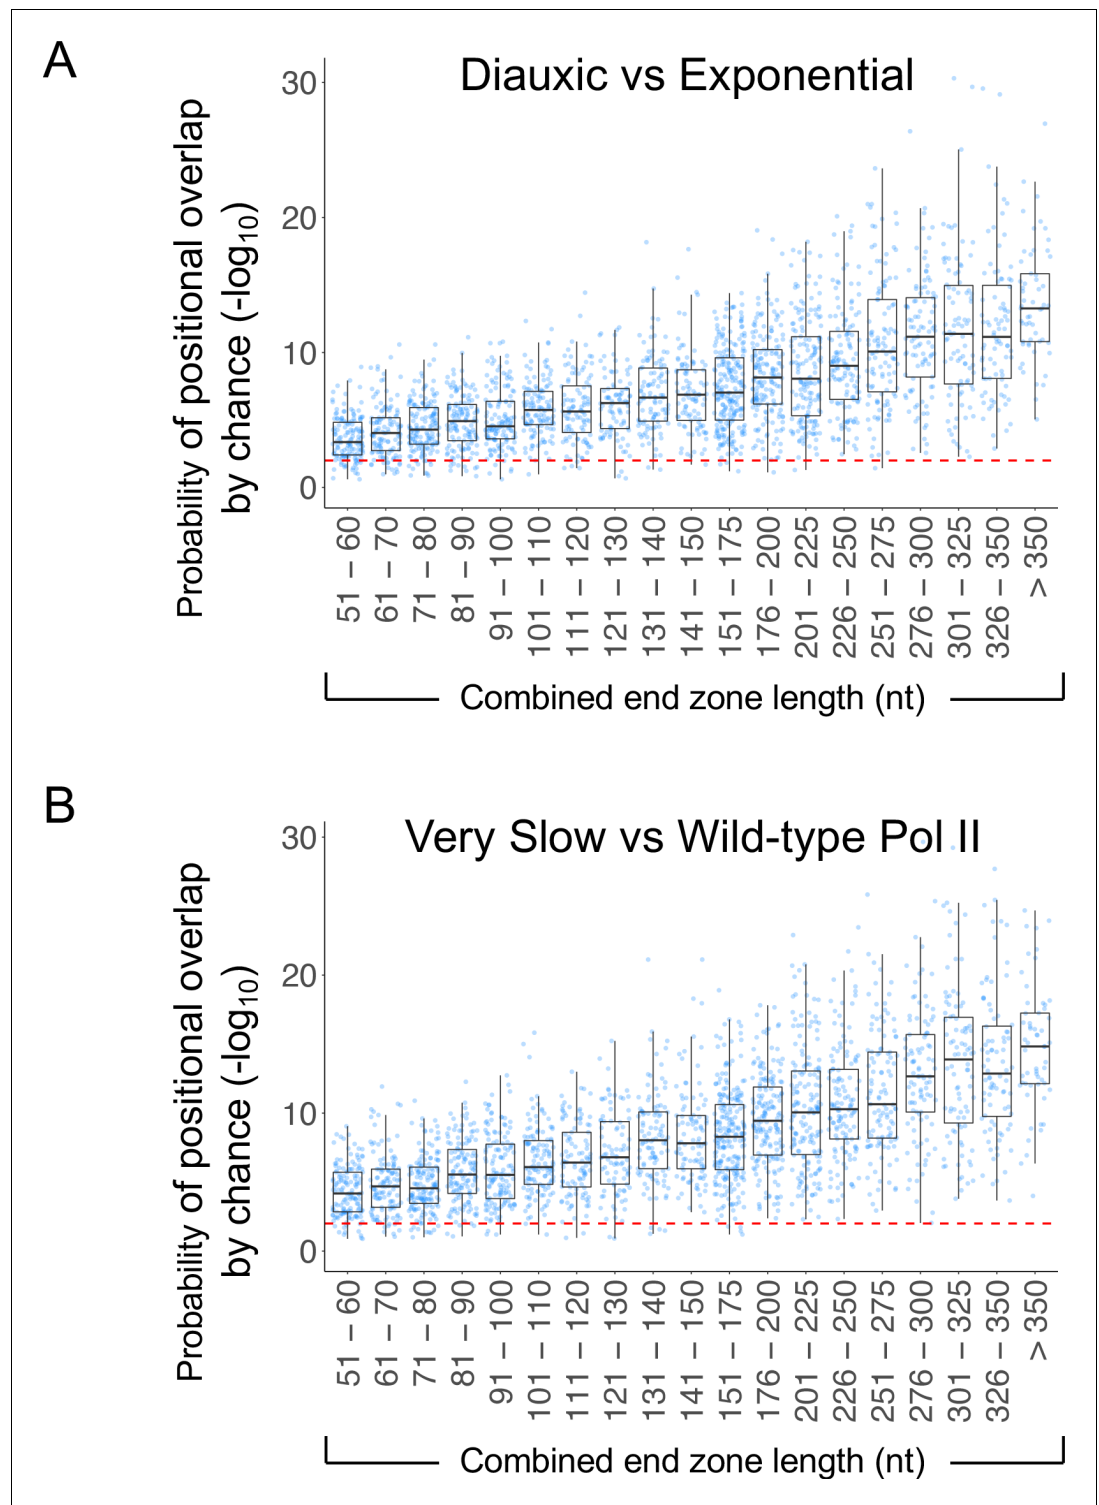 A
Diauxic vs Exponential
Probability of positional overlap
by chance (-log10)
30
20
10
0
51 – 60
61 – 70
71 – 80
81 – 90
91 – 100
101 – 110
111 – 120
121 – 130
131 – 140
141 – 150
151 – 175
176 – 200
201 – 225
226 – 250
251 – 275
276 – 300
301 – 325
326 – 350
> 350
Combined end zone length (nt)
B
Very Slow vs Wild-type Pol II
Probability of positional overlap
by chance (-log10)
30
20
10
0
51 – 60
61 – 70
71 – 80
81 – 90
91 – 100
101 – 110
111 – 120
121 – 130
131 – 140
141 – 150
151 – 175
176 – 200
201 – 225
226 – 250
251 – 275
276 – 300
301 – 325
326 – 350
> 350
Combined end zone length (nt)